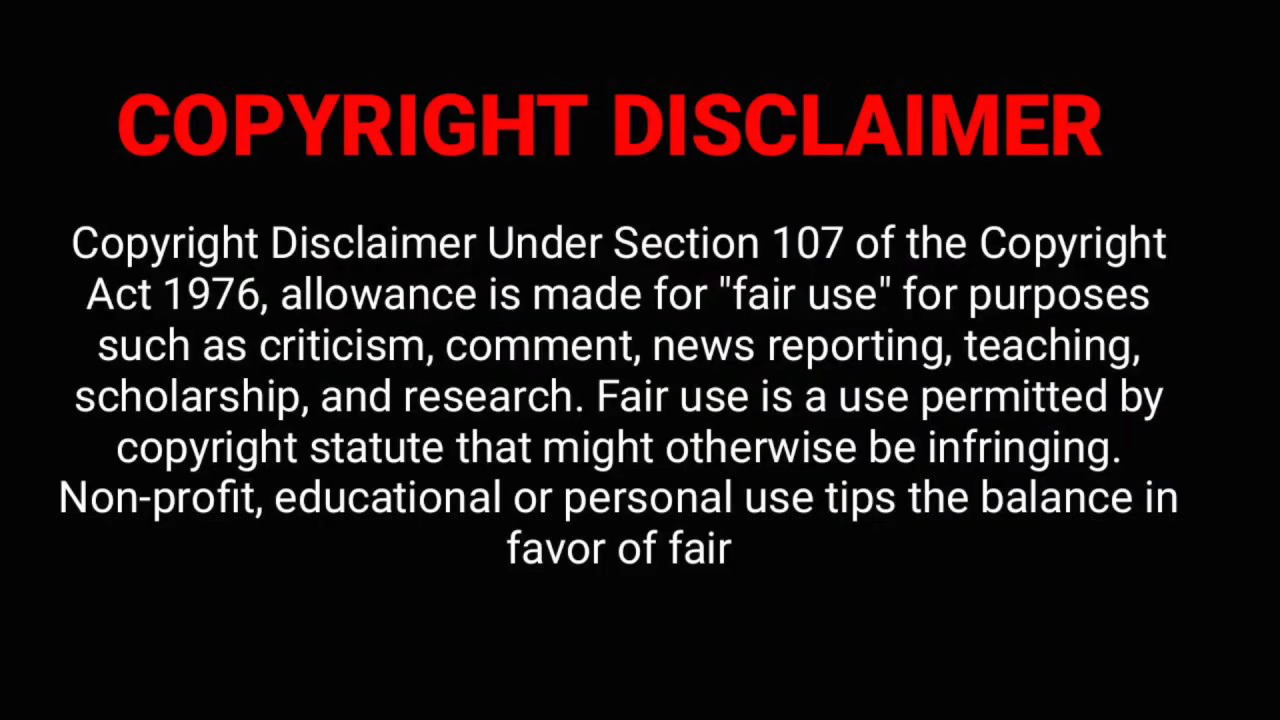 COPYRIGHT DISCLAIMER
Copyright Disclaimer Under Section 107 of the Copyright
Act 1976, allowance is made for "fair use" for purposes
such as criticism, comment, news reporting, teaching,
scholarship, and research. Fair use is a use permitted by
copyright statute that might otherwise be infringing.
Non-profit, educational or personal use tips the balance in
favor of fair